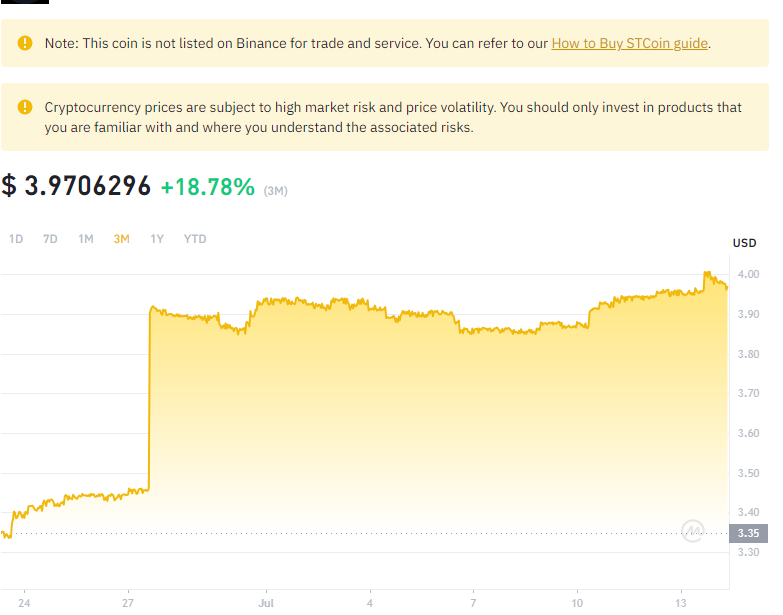 Note: This coin is not listed on Binance for trade and service. You can refer to our How to Buy STCoin guide.
Cryptocurrency prices are subject to high market risk and price volatility. You should only invest in products that
you are familiar with and where you understand the associated risks.
$ 3.9706296 +18.78% (3M)
1D 7D 1M 3M 1Y YTD
USD
4.00
3.90
3.80
3.70
3.60
3.50
3.40
3.35
3.30
24 27 Jul 4 7 10 13